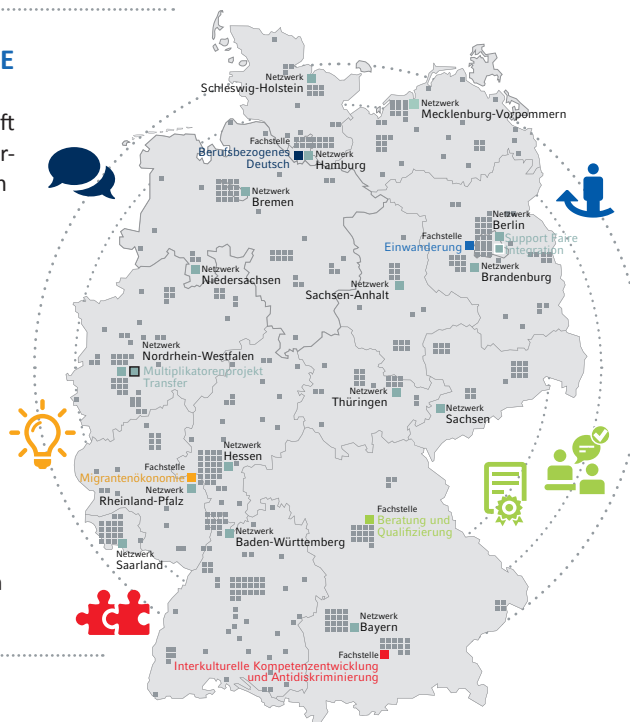 E
ft
r-
n
n
Netzwerk
Schleswig-Holstein
Netzwerk
Mecklenburg-Vorpommern
Fachstelle
Berufsbezogenes
Deutsch
Netzwerk
Hamburg
Netzwerk
Bremen
Netzwerk
Berlin
Support Faire
Integration
Fachstelle
Einwanderung
Netzwerk
Brandenburg
Netzwerk
Niedersachsen
Netzwerk
Sachsen-Anhalt
Netzwerk
Nordrhein-Westfalen
Multiplikatorenprojekt
Transfer
Netzwerk
Thüringen
Netzwerk
Sachsen
Netzwerk
Hessen
Fachstelle
Migrantenökonomie
Netzwerk
Rheinland-Pfalz
Fachstelle
Beratung und
Qualifizierung
Netzwerk
Baden-Württemberg
Netzwerk
Saarland
Netzwerk
Bayern
Fachstelle
Interkulturelle Kompetenzentwicklung
und Antidiskriminierung